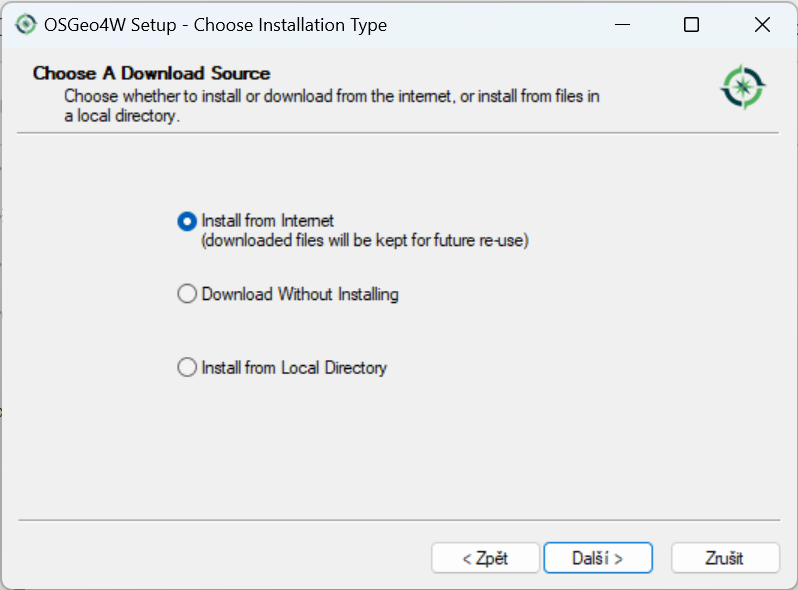 OSGeo4W Setup - Choose Installation Type
Choose A Download Source
Choose whether to install or download from the internet, or install from files in
a local directory.
Install from Internet
(downloaded files will be kept for future re-use)
Download Without Installing
Install from Local Directory
< Zpět
Další >
Zrušit